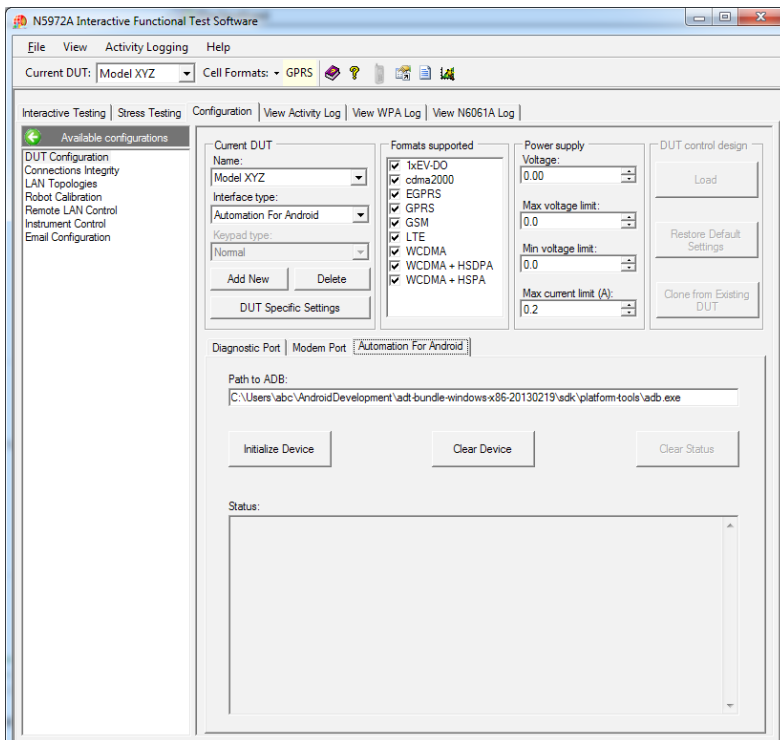 N5972A Interactive Functional Test Software
File View Activity Logging Help
Current DUT: Model XYZ Cell Formats: GPRS
Interactive Testing Stress Testing Configuration View Activity Log View WPA Log View N6061A Log
Available configurations
DUT Configuration
Connections Integrity
LAN Topologies
Robot Calibration
Remote LAN Control
Instrument Control
Email Configuration
Current DUT
Name:
Model XYZ
Interface type:
Automation For Android
Keypad type:
Normal
Add New Delete
DUT Specific Settings
Formats supported
1xEV-DO
cdma2000
EGPRS
GPRS
GSM
LTE
WCDMA
WCDMA + HSDPA
WCDMA + HSPA
Power supply
Voltage:
0.00
Max voltage limit:
0.0
Min voltage limit:
0.0
Max current limit (A):
0.2
DUT control design
Load
Restore Default
Settings
Clone from Existing
DUT
Diagnostic Port Modem Port Automation For Android
Path to ADB:
C:\Users\abc\AndroidDevelopment\adt-bundle-windows-x86-20130219\sdk\platform-tools\adb.exe
Initialize Device Clear Device Clear Status
Status: